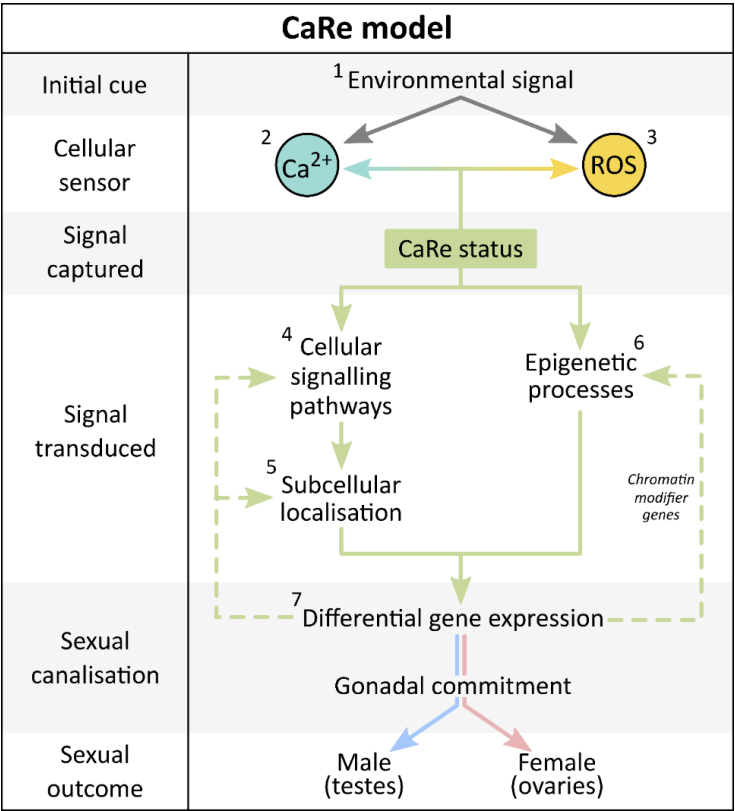 CaRe model
Initial cue
1 Environmental signal
Cellular
sensor
2
Ca2+
3
ROS
Signal
captured
CaRe status
Signal
transduced
4 Cellular
signalling
pathways
6
Epigenetic
processes
5
Subcellular
localisation
Chromatin
modifier
genes
Sexual
canalisation
7 Differential gene expression
Gonadal commitment
Sexual
outcome
Male
(testes)
Female
(ovaries)